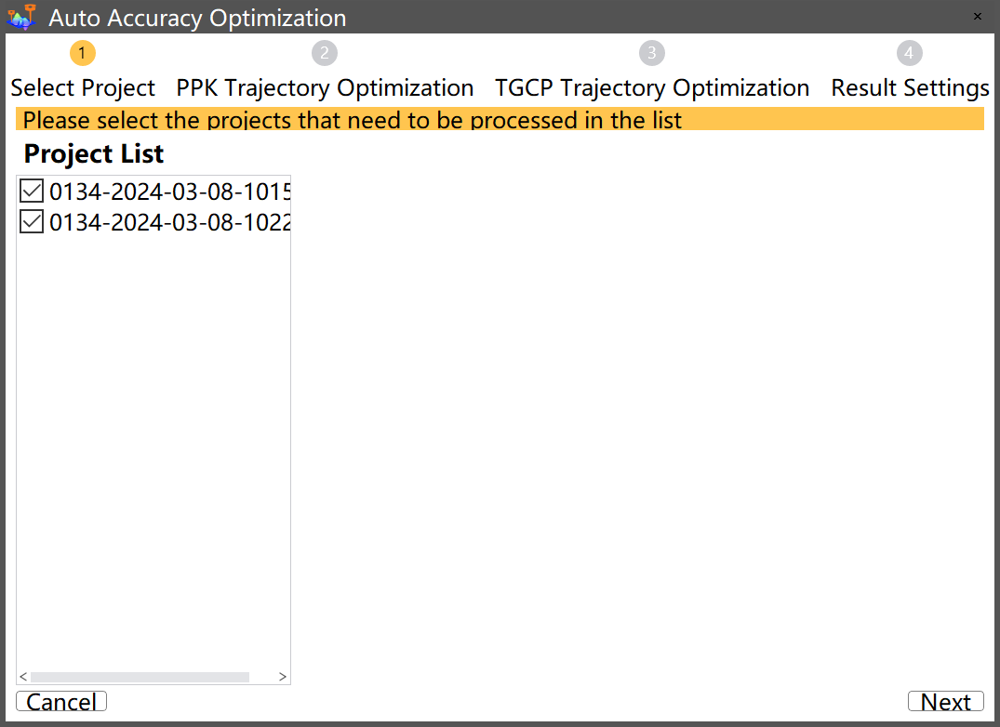 Auto Accuracy Optimization
×
1 2 3 4
Select Project PPK Trajectory Optimization TGCP Trajectory Optimization Result Settings
Please select the projects that need to be processed in the list
Project List
0134-2024-03-08-1015
0134-2024-03-08-1022
< >
Cancel Next